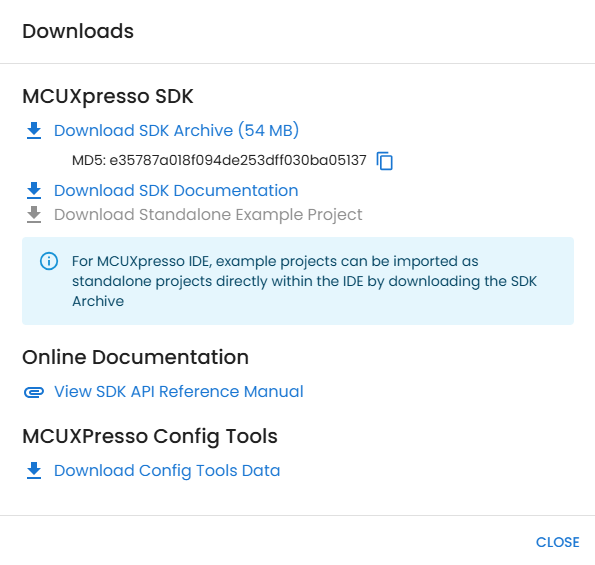 Downloads
MCUXpresso SDK
Download SDK Archive (54 MB)
MD5: e35787a018f094de253dff030ba05137
Download SDK Documentation
Download Standalone Example Project
For MCUXpresso IDE, example projects can be imported as
standalone projects directly within the IDE by downloading the SDK
Archive
Online Documentation
View SDK API Reference Manual
MCUXPresso Config Tools
Download Config Tools Data
CLOSE